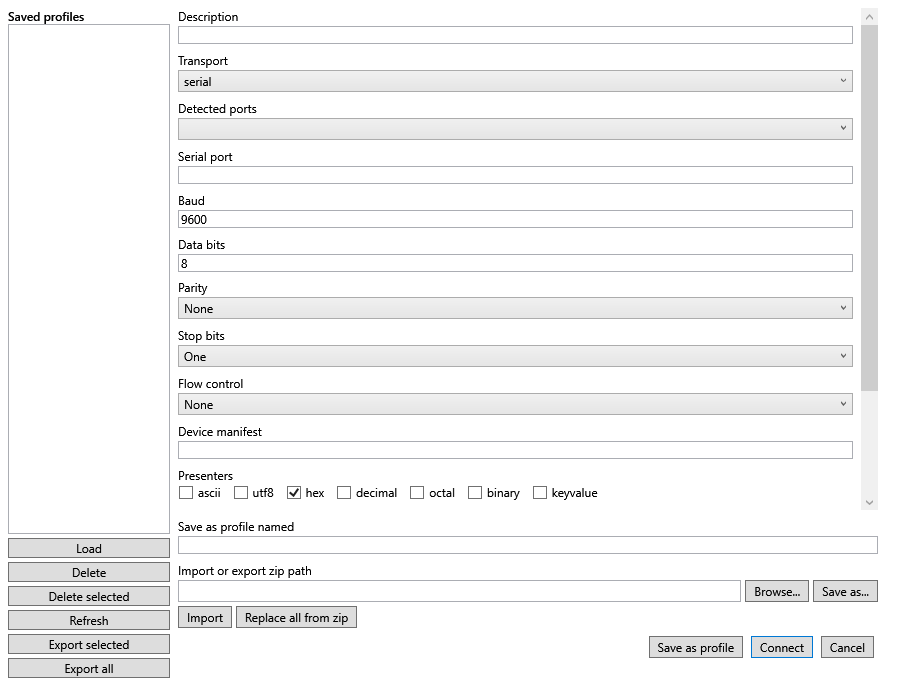 Saved profiles
Load
Delete
Delete selected
Refresh
Export selected
Export all
Description
Transport
serial
Detected ports
Serial port
Baud
9600
Data bits
8
Parity
None
Stop bits
One
Flow control
None
Device manifest
Presenters
ascii utf8 hex decimal octal binary keyvalue
Save as profile named
Import or export zip path
Browse... Save as...
Import Replace all from zip
Save as profile Connect Cancel